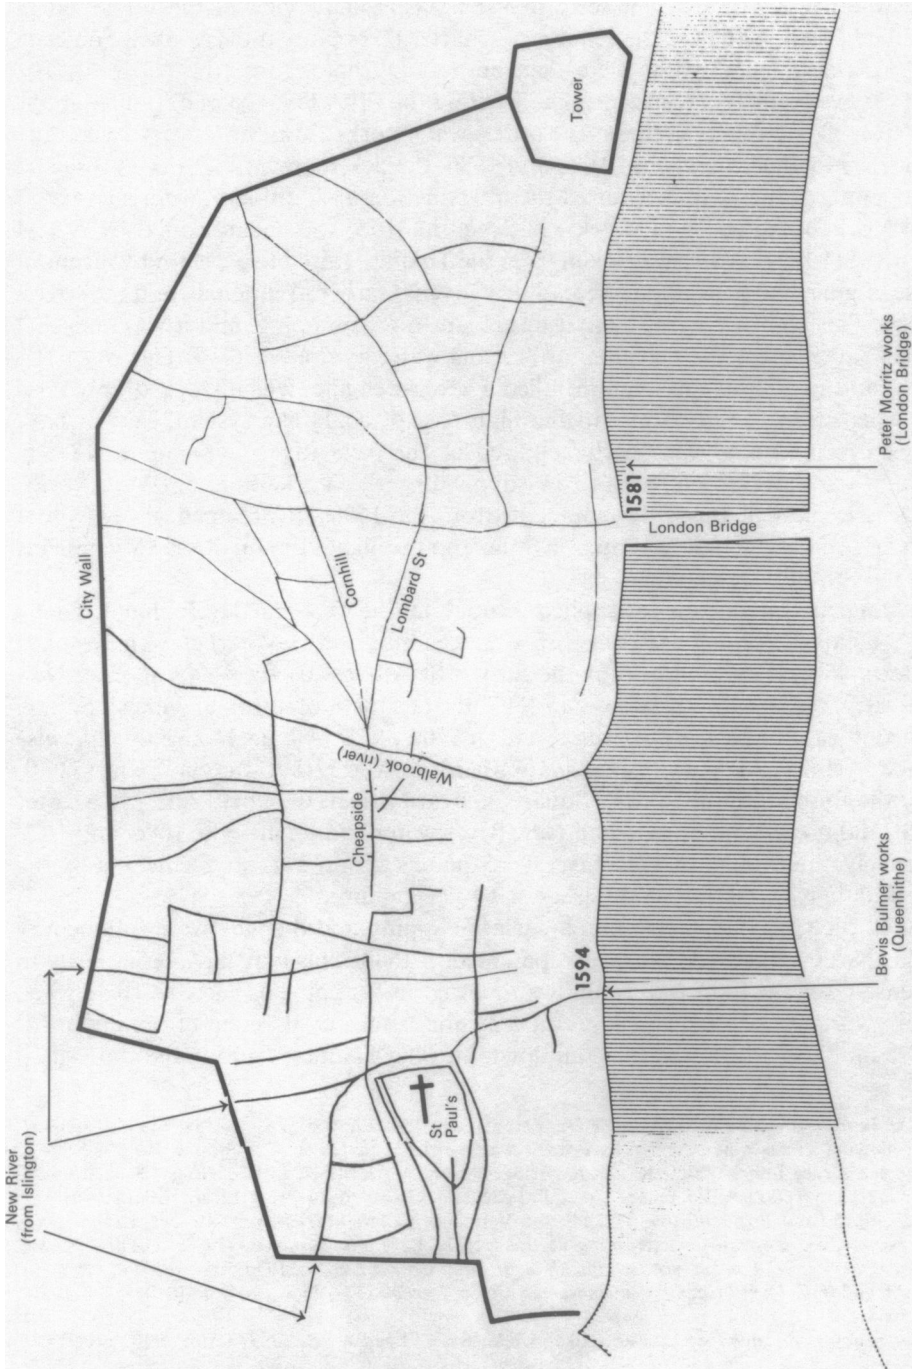 New River
(from Islington)
City Wall
Tower
Cornhill
Lombard St
Walbrook (river)
Cheapside
St
Paul's
1594
1581
London Bridge
Bevis Bulmer works
(Queenhithe)
Peter Morritz works
(London Bridge)